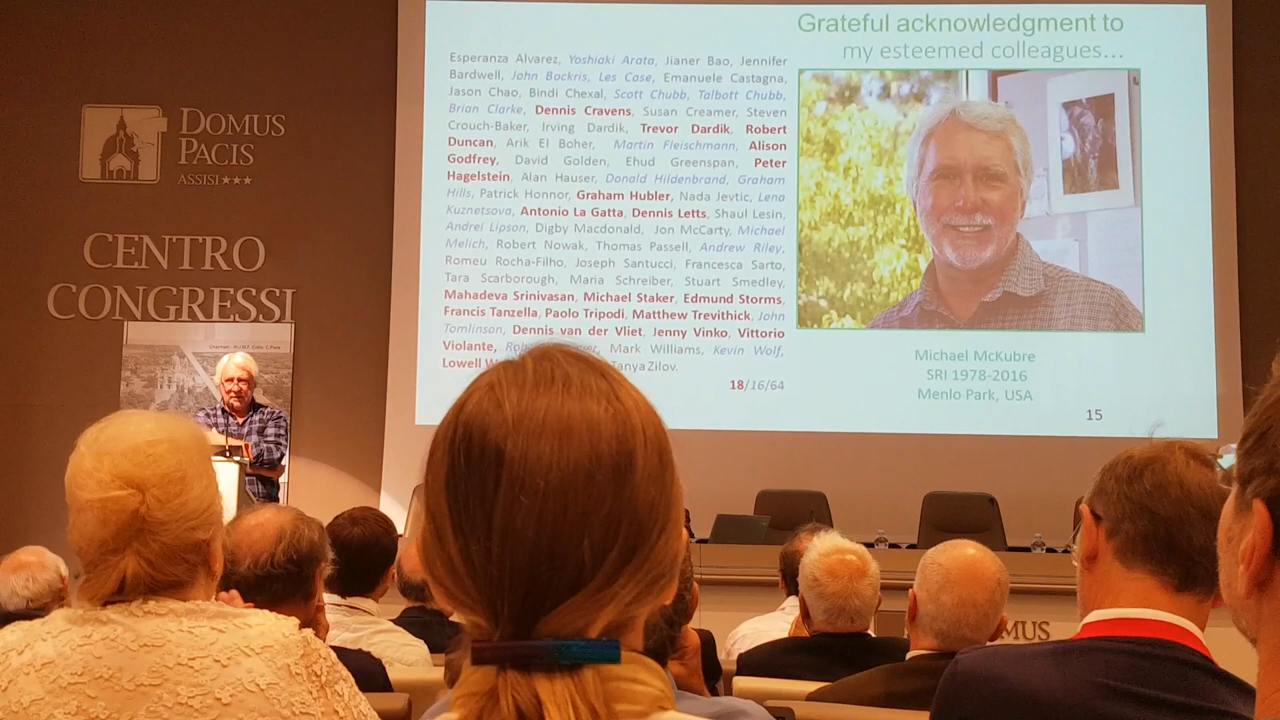 DOMUS
PACIS
ASSISI★★★
CENTRO
CONGRESSI
Grateful acknowledgment to
my esteemed colleagues...
Esperanza Alvarez, Yoshiaki Arata, Jianer Bao, Jennifer
Bardwell, John Bockris, Les Case, Emanuele Castagna,
Jason Chao, Bindi Chexal, Scott Chubb, Talbott Chubb,
Brian Clarke, Dennis Cravens, Susan Creamer, Steven
Crouch-Baker, Irving Dardik, Trevor Dardik, Robert
Duncan, Arik El Boher, Martin Fleischmann, Alison
Godfrey, David Golden, Ehud Greenspan, Peter
Hagelstein, Alan Hauser, Donald Hildenbrand, Graham
Hills, Patrick Honnor, Graham Hubler, Nada Jevtic, Lena
Kuznetsova, Antonio La Gatta, Dennis Letts, Shaul Lesin,
Andrei Lipson, Digby Macdonald, Jon McCarty, Michael
Melich, Robert Nowak, Thomas Passell, Andrew Riley,
Romeu Rocha-Filho, Joseph Santucci, Francesca Sarto,
Tara Scarborough, Maria Schreiber, Stuart Smedley,
Mahadeva Srinivasan, Michael Staker, Edmund Storms,
Francis Tanzella, Paolo Tripodi, Matthew Trevithick, John
Tomlinson, Dennis van der Vliet, Jenny Vinko, Vittorio
Violante, Mark Williams, Kevin Wolf,
Lowell Tanya Zilov.
18/16/64
Michael McKubre
SRI 1978-2016
Menlo Park, USA
15